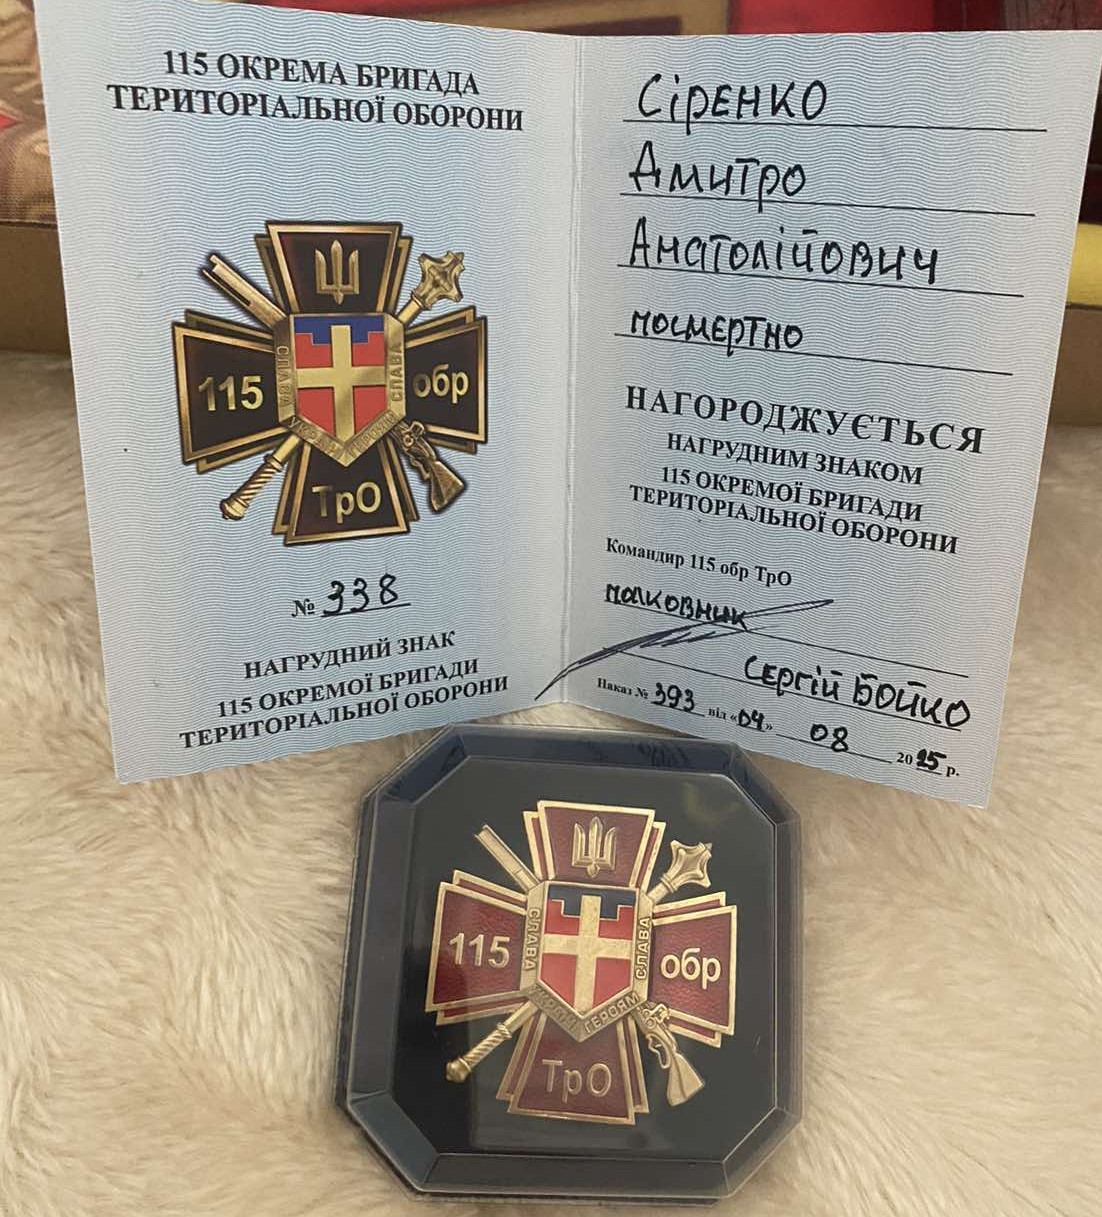 115 ОКРЕМА БРИГАДА
ТЕРИТОРІАЛЬНОЇ ОБОРОНИ
115
обр
СЛАВА
УКРАЇНІ
ГЕРОЯМ
СЛАВА
ТрО
№ 338
НАГРУДНИЙ ЗНАК
115 ОКРЕМОЇ БРИГАДИ
ТЕРИТОРІАЛЬНОЇ ОБОРОНИ
Сіренко
Дмитро
Анатолійович
посмертно
НАГОРОДЖУЄТЬСЯ
НАГРУДНИМ ЗНАКОМ
115 ОКРЕМОЇ БРИГАДИ
ТЕРИТОРІАЛЬНОЇ ОБОРОНИ
Командир 115 обр ТрО
полковник
Сергій Бойко
Наказ № 393 від «04» 08 2025 р.
115
обр
СЛАВА
УКРАЇНІ
ГЕРОЯМ
СЛАВА
ТрО